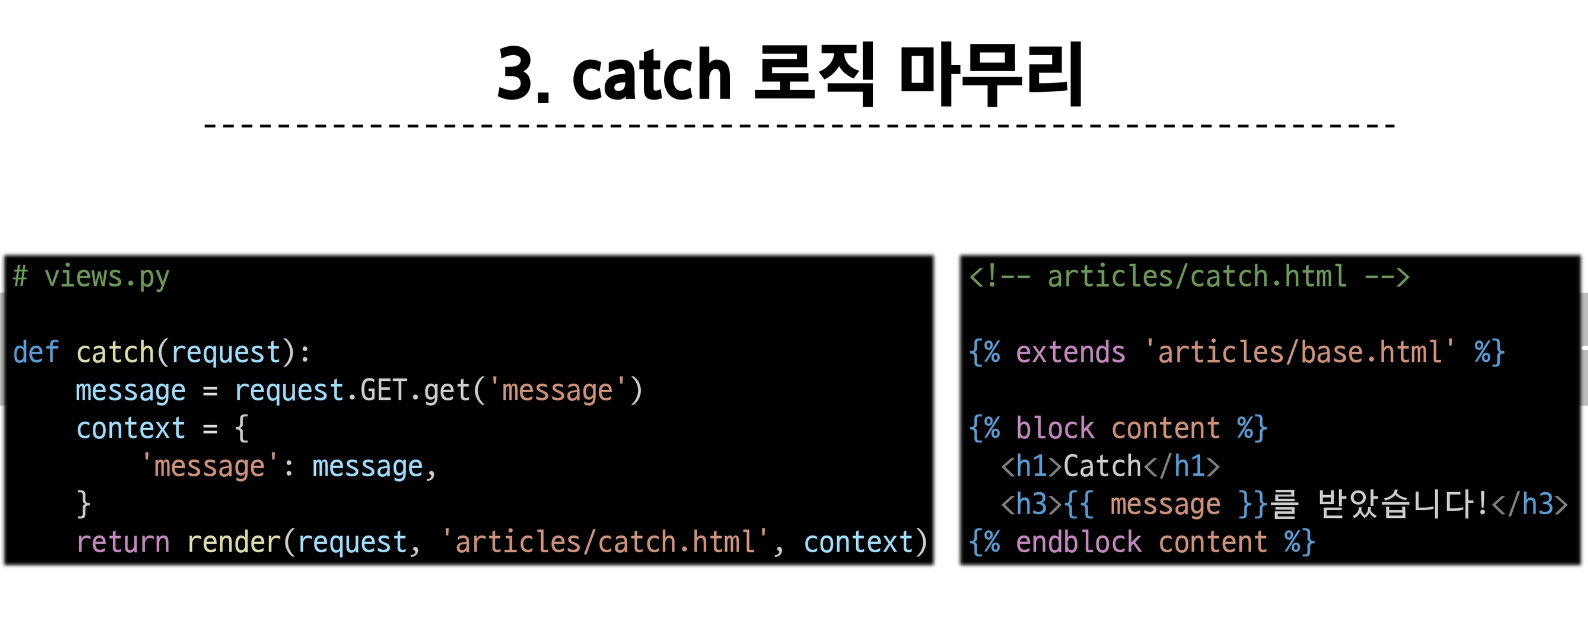 3. catch 로직 마무리
# views.py
def catch(request):
    message = request.GET.get('message')
    context = {
        'message': message,
    }
    return render(request, 'articles/catch.html', context)
<!-- articles/catch.html -->
{% extends 'articles/base.html' %}
{% block content %}
  <h1>Catch</h1>
  <h3>{{ message }}를 받았습니다!</h3>
{% endblock content %}